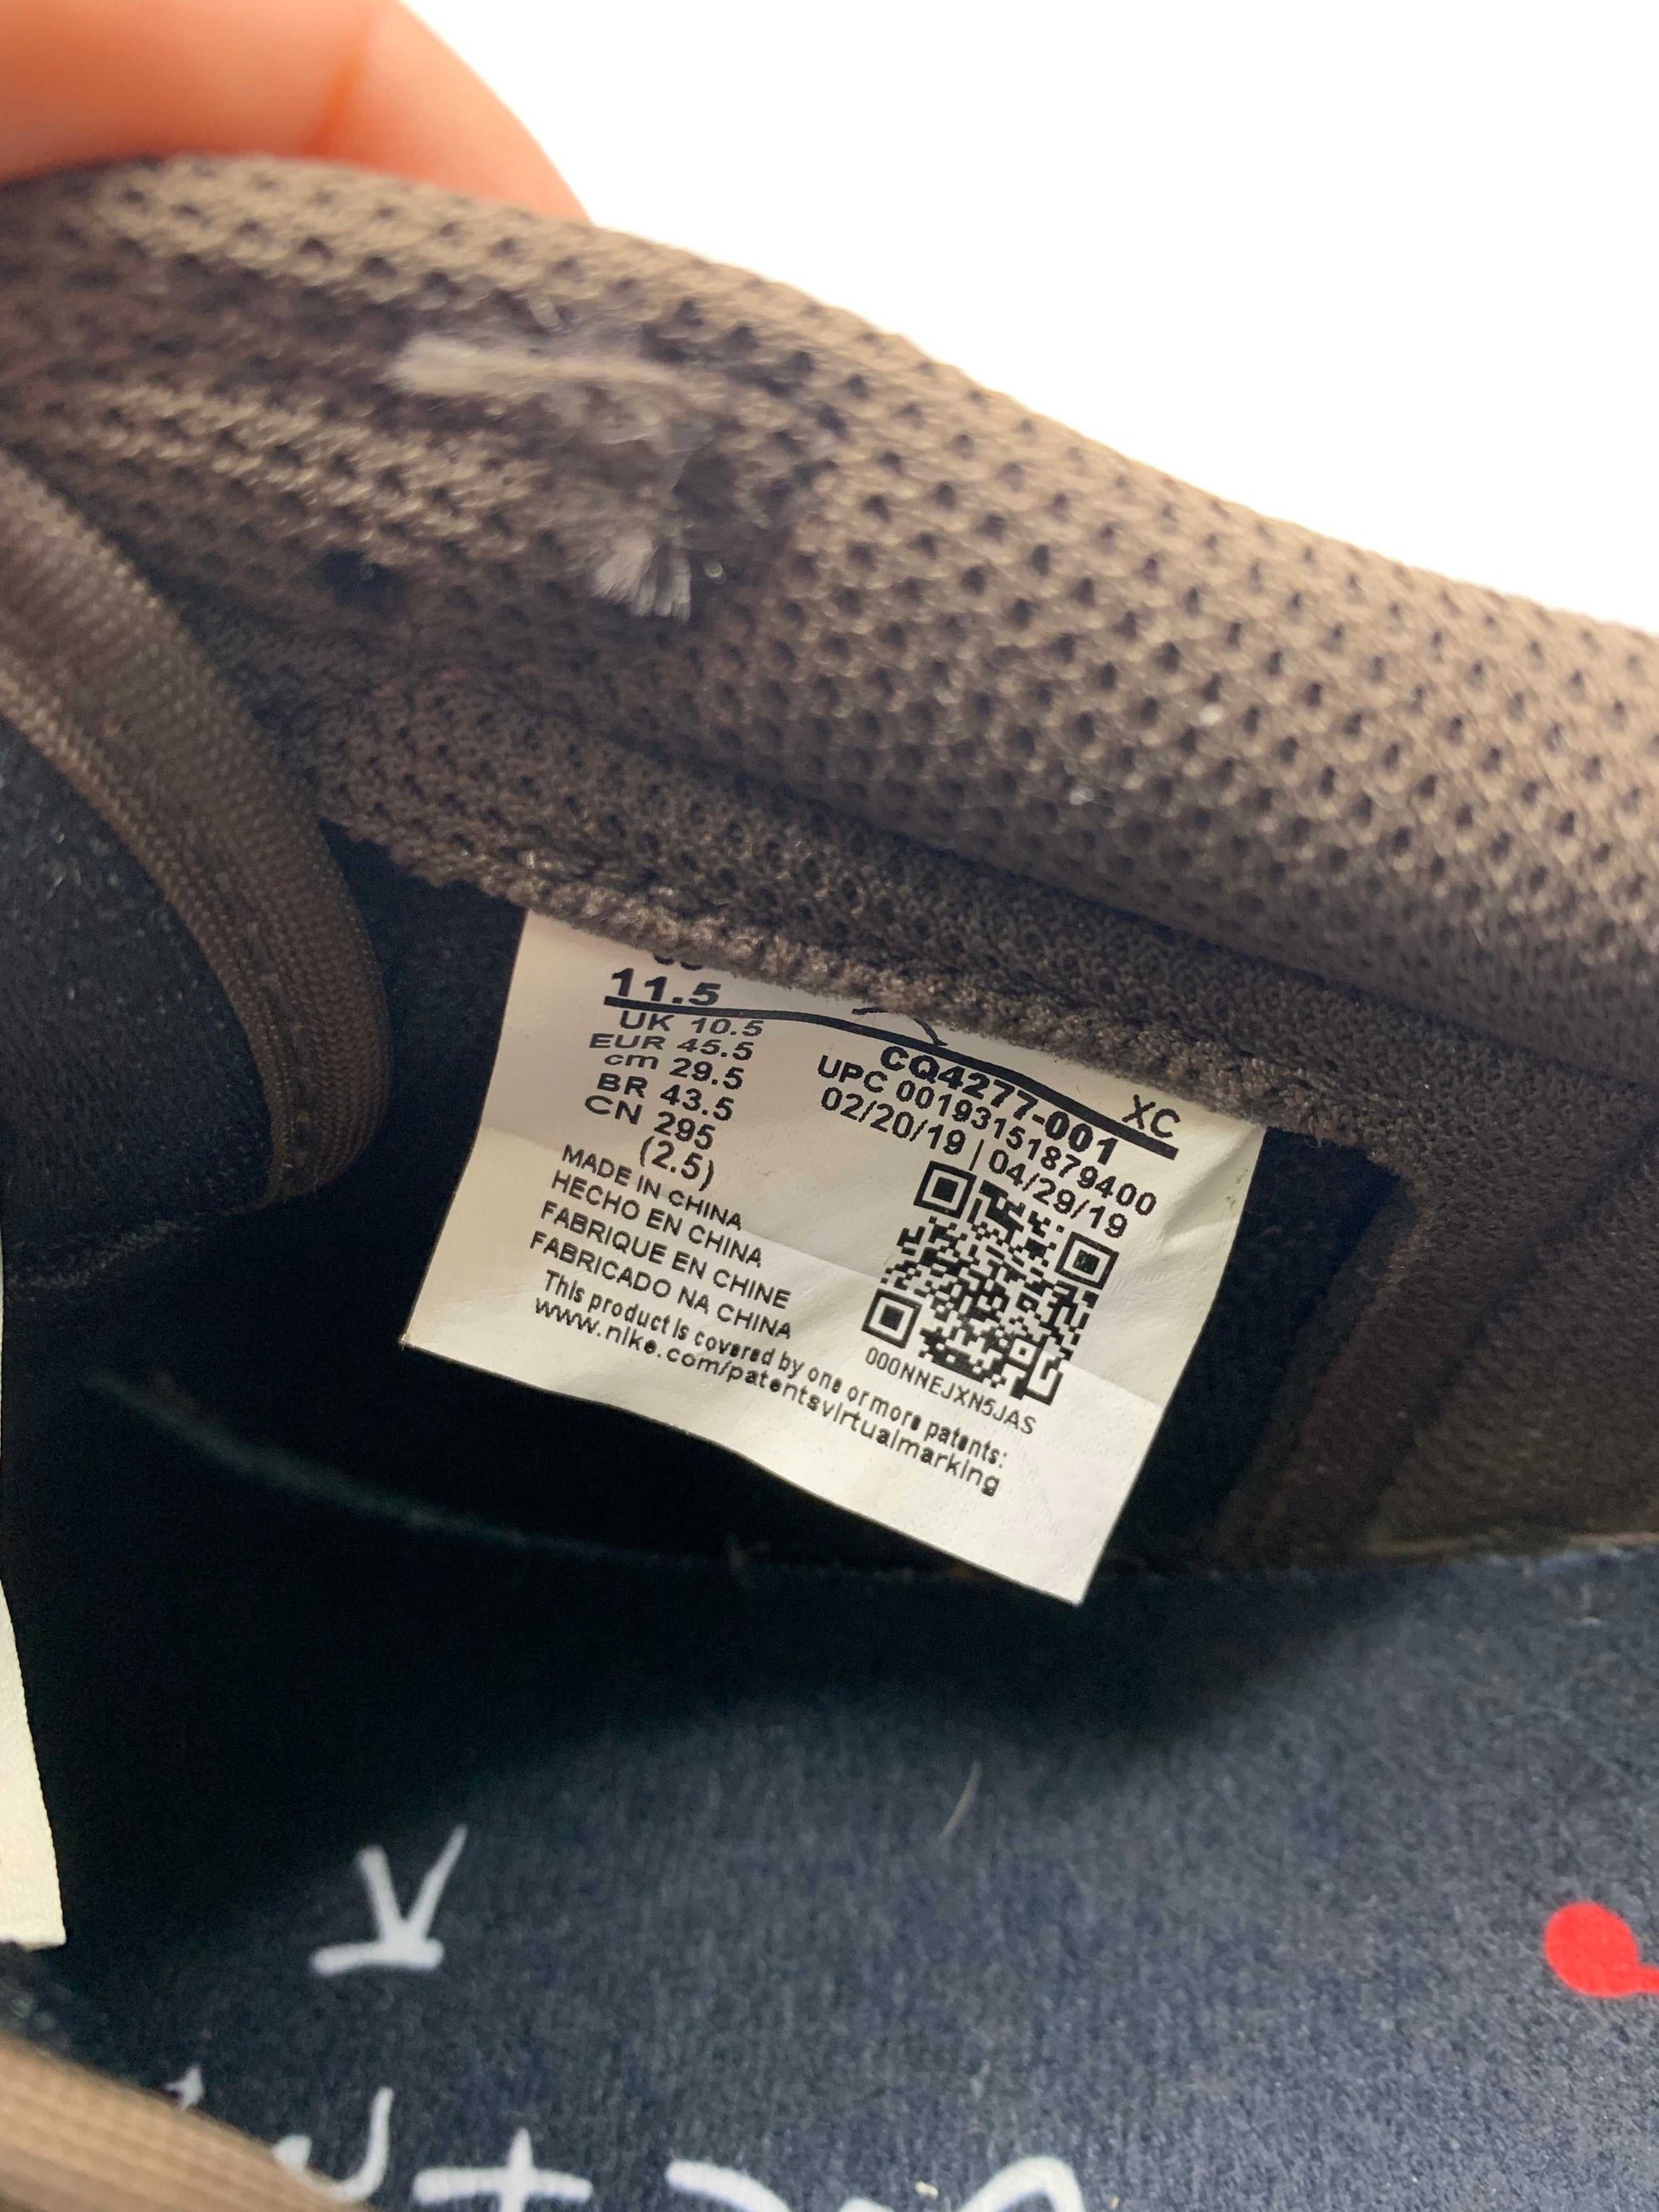 11.5
UK 10.5
EUR 45.5
cm 29.5
BR 43.5
CN 295
(2.5)
XC
CQ4277-001
UPC 00193151879400
02/20/19 | 04/29/19
MADE IN CHINA
HECHO EN CHINA
FABRIQUE EN CHINE
FABRICADO NA CHINA
000NNEJXN5JAS
This product is covered by one or more patents:
www.nike.com/patentsvirtualmarking